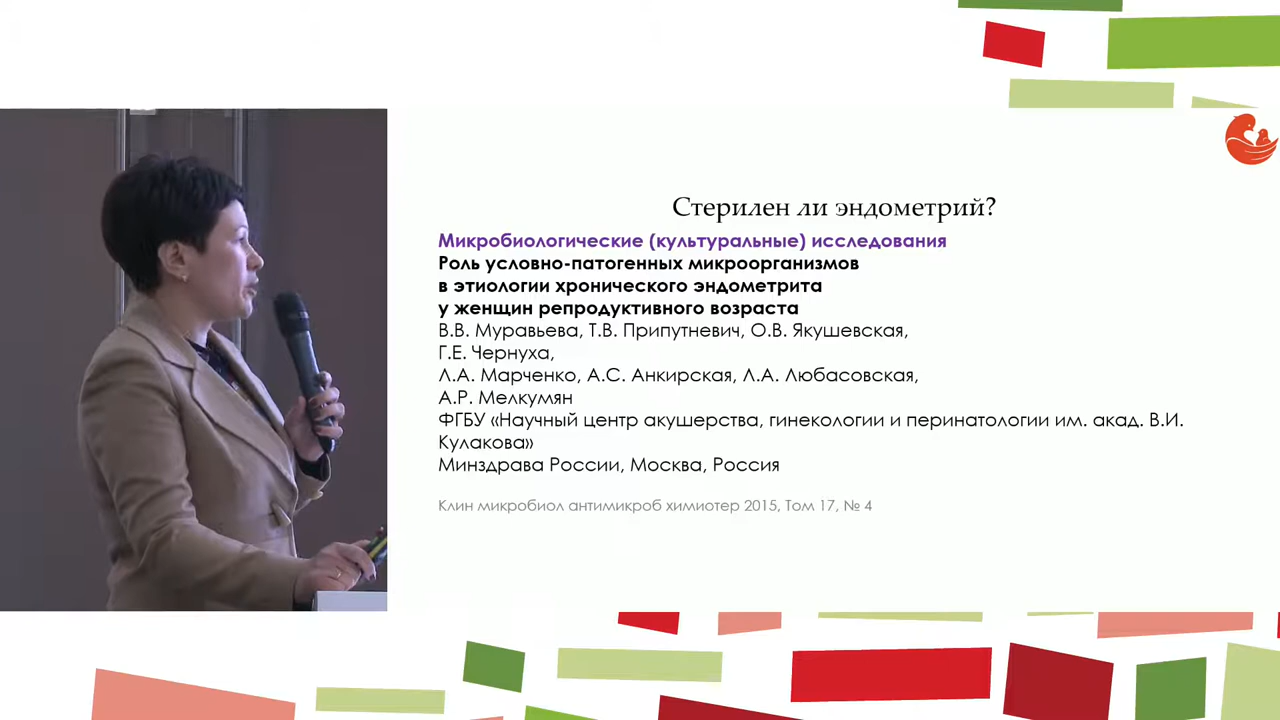 Стерилен ли эндометрий?
Микробиологические (культуральные) исследования
Роль условно-патогенных микроорганизмов
в этиологии хронического эндометрита
у женщин репродуктивного возраста
В.В. Муравьева, Т.В. Припутневич, О.В. Якушевская,
Г.Е. Чернуха,
Л.А. Марченко, А.С. Анкирская, Л.А. Любасовская,
А.Р. Мелкумян
ФГБУ «Научный центр акушерства, гинекологии и перинатологии им. акад. В.И.
Кулакова»
Минздрава России, Москва, Россия
Клин микробиол антимикроб химиотер 2015, Том 17, № 4